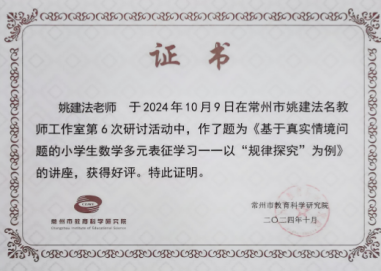 证书
姚建法老师 于2024年10月9日在常州市姚建法名教
师工作室第6次研讨活动中，作了题为《基于真实情境问
题的小学生数学多元表征学习——以“规律探究”为例》
的讲座，获得好评。特此证明。
常州市教育科学研究院
常州市教育科学研究院
二〇二四年十月